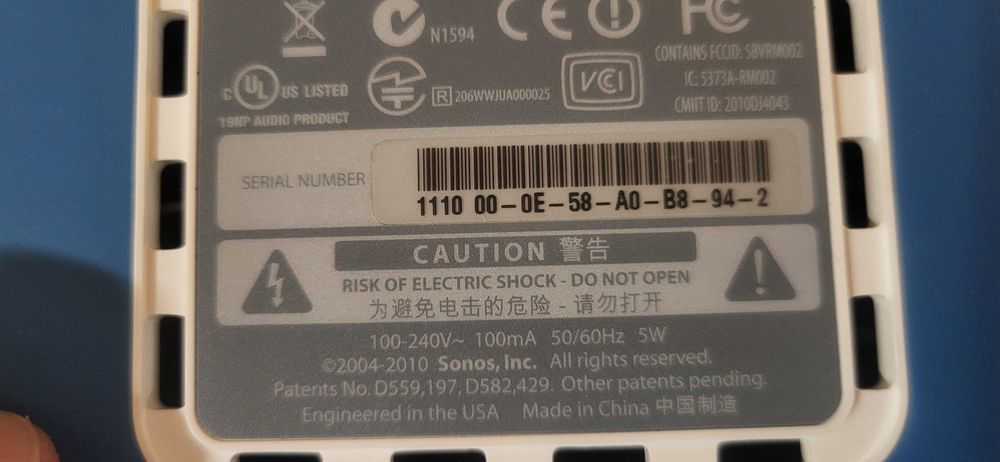 N1594
CE
FC
CONTAINS FCCID: SBVRM002
IC: 5373A-RM002
CMIIT ID: 2010DJ4043
C UL US LISTED
19NP AUDIO PRODUCT
R 206WWJUA000025
VCI
SERIAL NUMBER
1110 00-0E-58-A0-B8-94-2
CAUTION 警告
RISK OF ELECTRIC SHOCK - DO NOT OPEN
为避免电击的危险 - 请勿打开
100-240V~ 100mA 50/60Hz 5W
©2004-2010 Sonos, Inc. All rights reserved.
Patents No. D559,197, D582,429. Other patents pending.
Engineered in the USA Made in China 中国制造